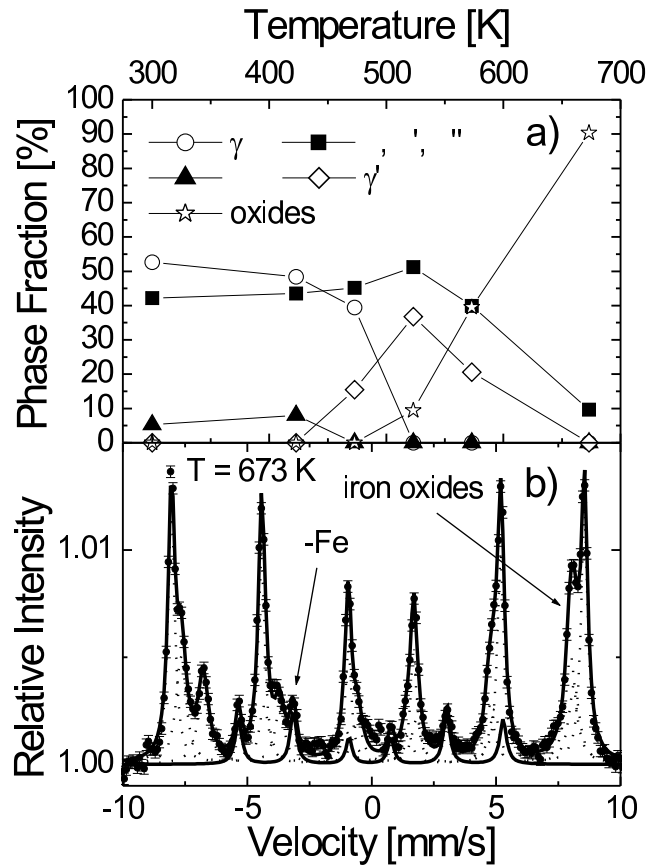 Temperature [K]
300 400 500 600 700
100
90
80
70
60
50
40
30
20
10
0
Phase Fraction [%]
a)
γ , ', "
γ'
oxides
T = 673 K
b)
iron oxides
-Fe
1.01
1.00
Relative Intensity
-10 -5 0 5 10
Velocity [mm/s]